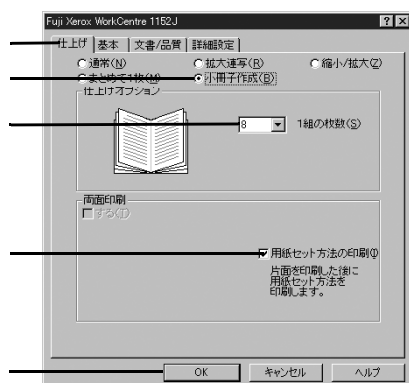 Fuji Xerox WorkCentre 1152J
仕上げ 基本 文書/品質 詳細設定
通常(N) 拡大連写(R) 縮小/拡大(Z)
まとめて1枚(M) 小冊子作成(B)
仕上げオプション
8 1組の枚数(S)
両面印刷
する(T)
用紙セット方法の印刷(I)
片面を印刷した後に
用紙セット方法を
印刷します。
OK キャンセル ヘルプ